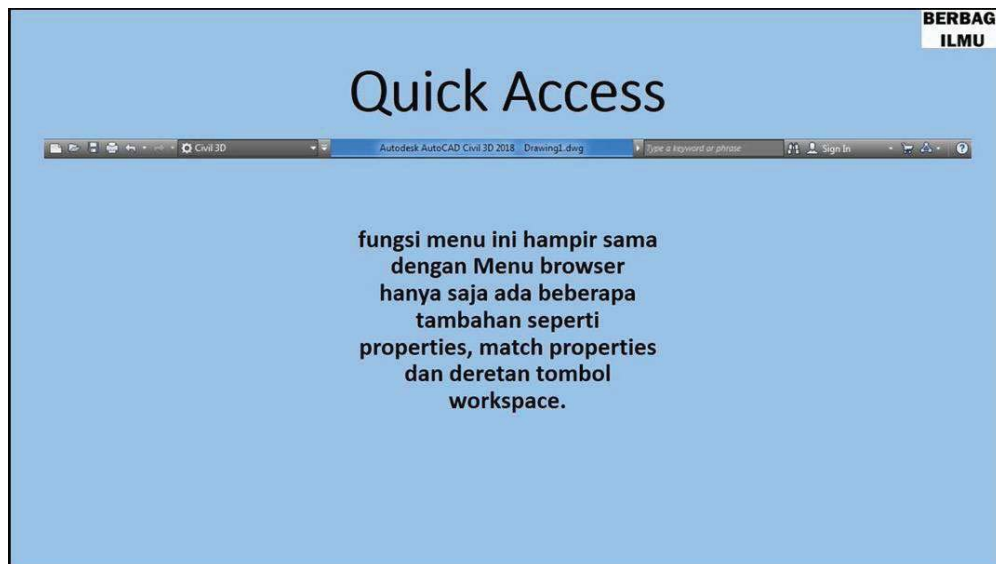 BERBAG
ILMU
Quick Access
Civil 3D
Autodesk AutoCAD Civil 3D 2018 Drawing1.dwg
Type a keyword or phrase
Sign In
fungsi menu ini hampir sama
dengan Menu browser
hanya saja ada beberapa
tambahan seperti
properties, match properties
dan deretan tombol
workspace.